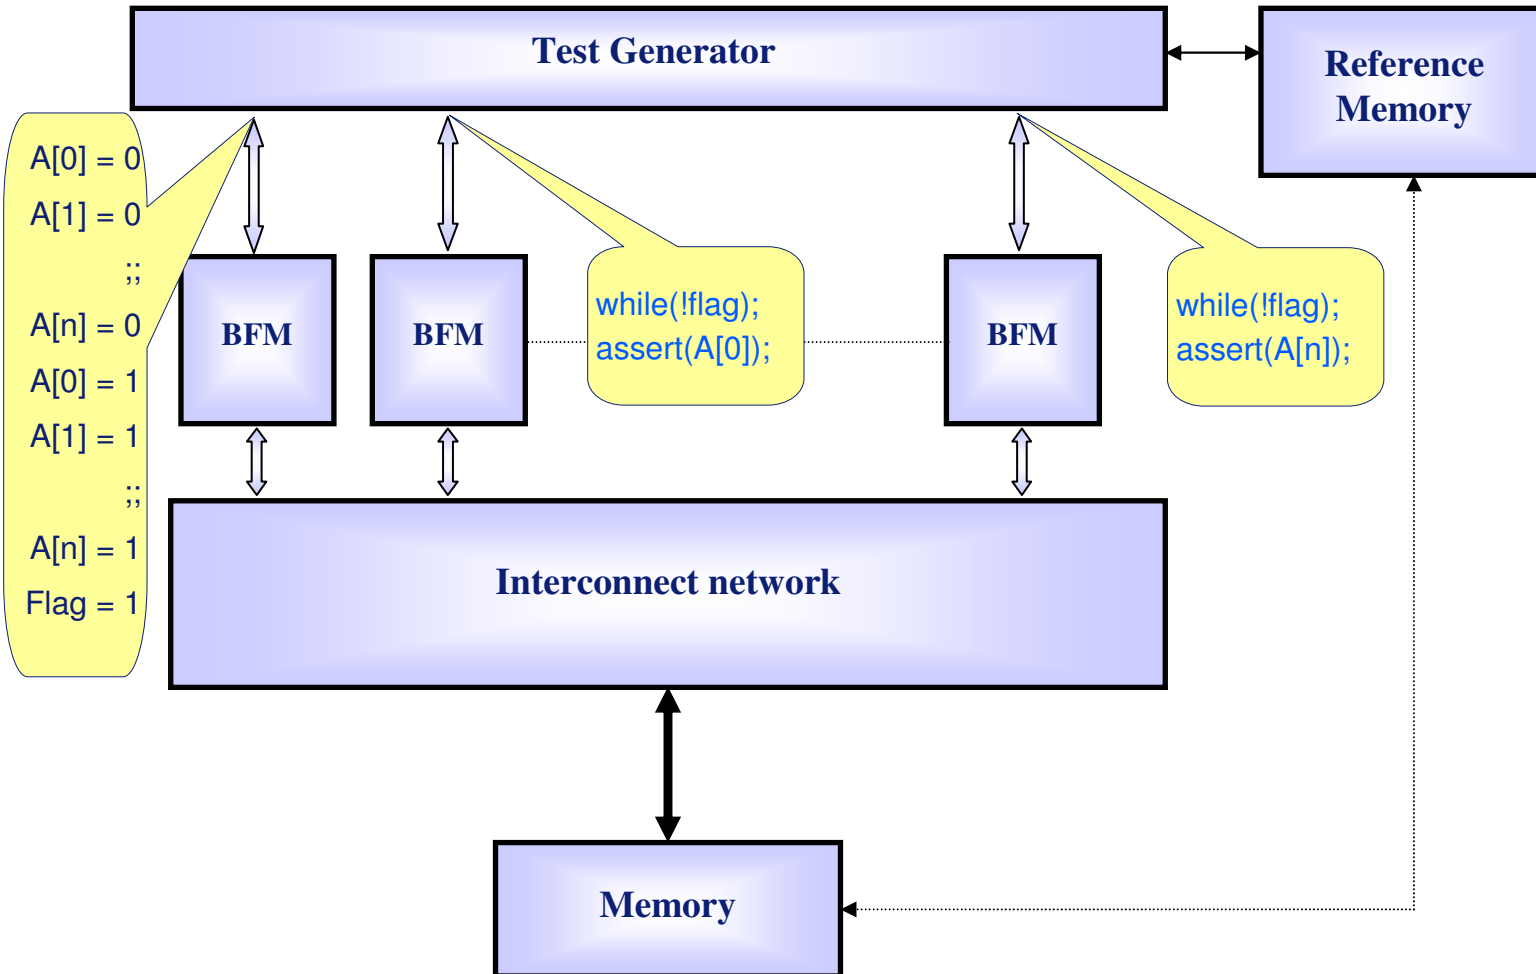 Test Generator
Reference
Memory
A[0] = 0
A[1] = 0
;;
A[n] = 0
A[0] = 1
A[1] = 1
;;
A[n] = 1
Flag = 1
BFM
BFM
while(!flag);
assert(A[0]);
BFM
while(!flag);
assert(A[n]);
Interconnect network
Memory